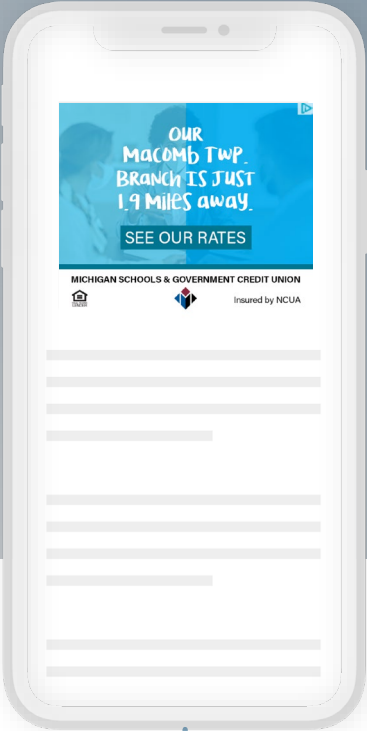 OUR
MACOMB TWP.
BRANCH IS JUST
1.9 MILES AWAY.
SEE OUR RATES
MICHIGAN SCHOOLS & GOVERNMENT CREDIT UNION
Insured by NCUA